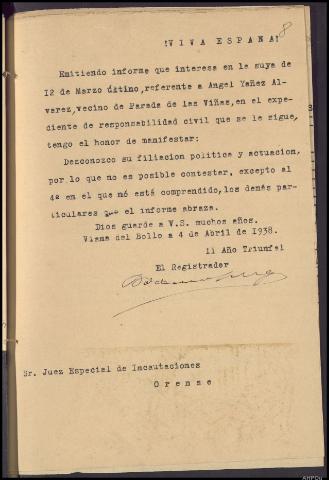 8
!VIVA ESPAÑA!
Emitiendo informe que interesa en la suya de
12 de Marzo último, referente a Angel Yañez Al-
varez, vecino de Parada de las Viñas, en el expe-
ciente de responsabilidad civil que se le sigue,
tengo el honor de manifestar:
Desconozco su filiacion politica y actuacion,
por lo que no es posible contester, excepto al
4º en el que nó está comprendido, los demás par-
ticulares que el informe abraza.
Dios guarde a V.S. muchos años.
Viana del Bollo a 4 de Abril de 1938.
II Año Triunfal
El Registrador
Sr. Juez Especial de Incautaciones
Orense
AHPOu